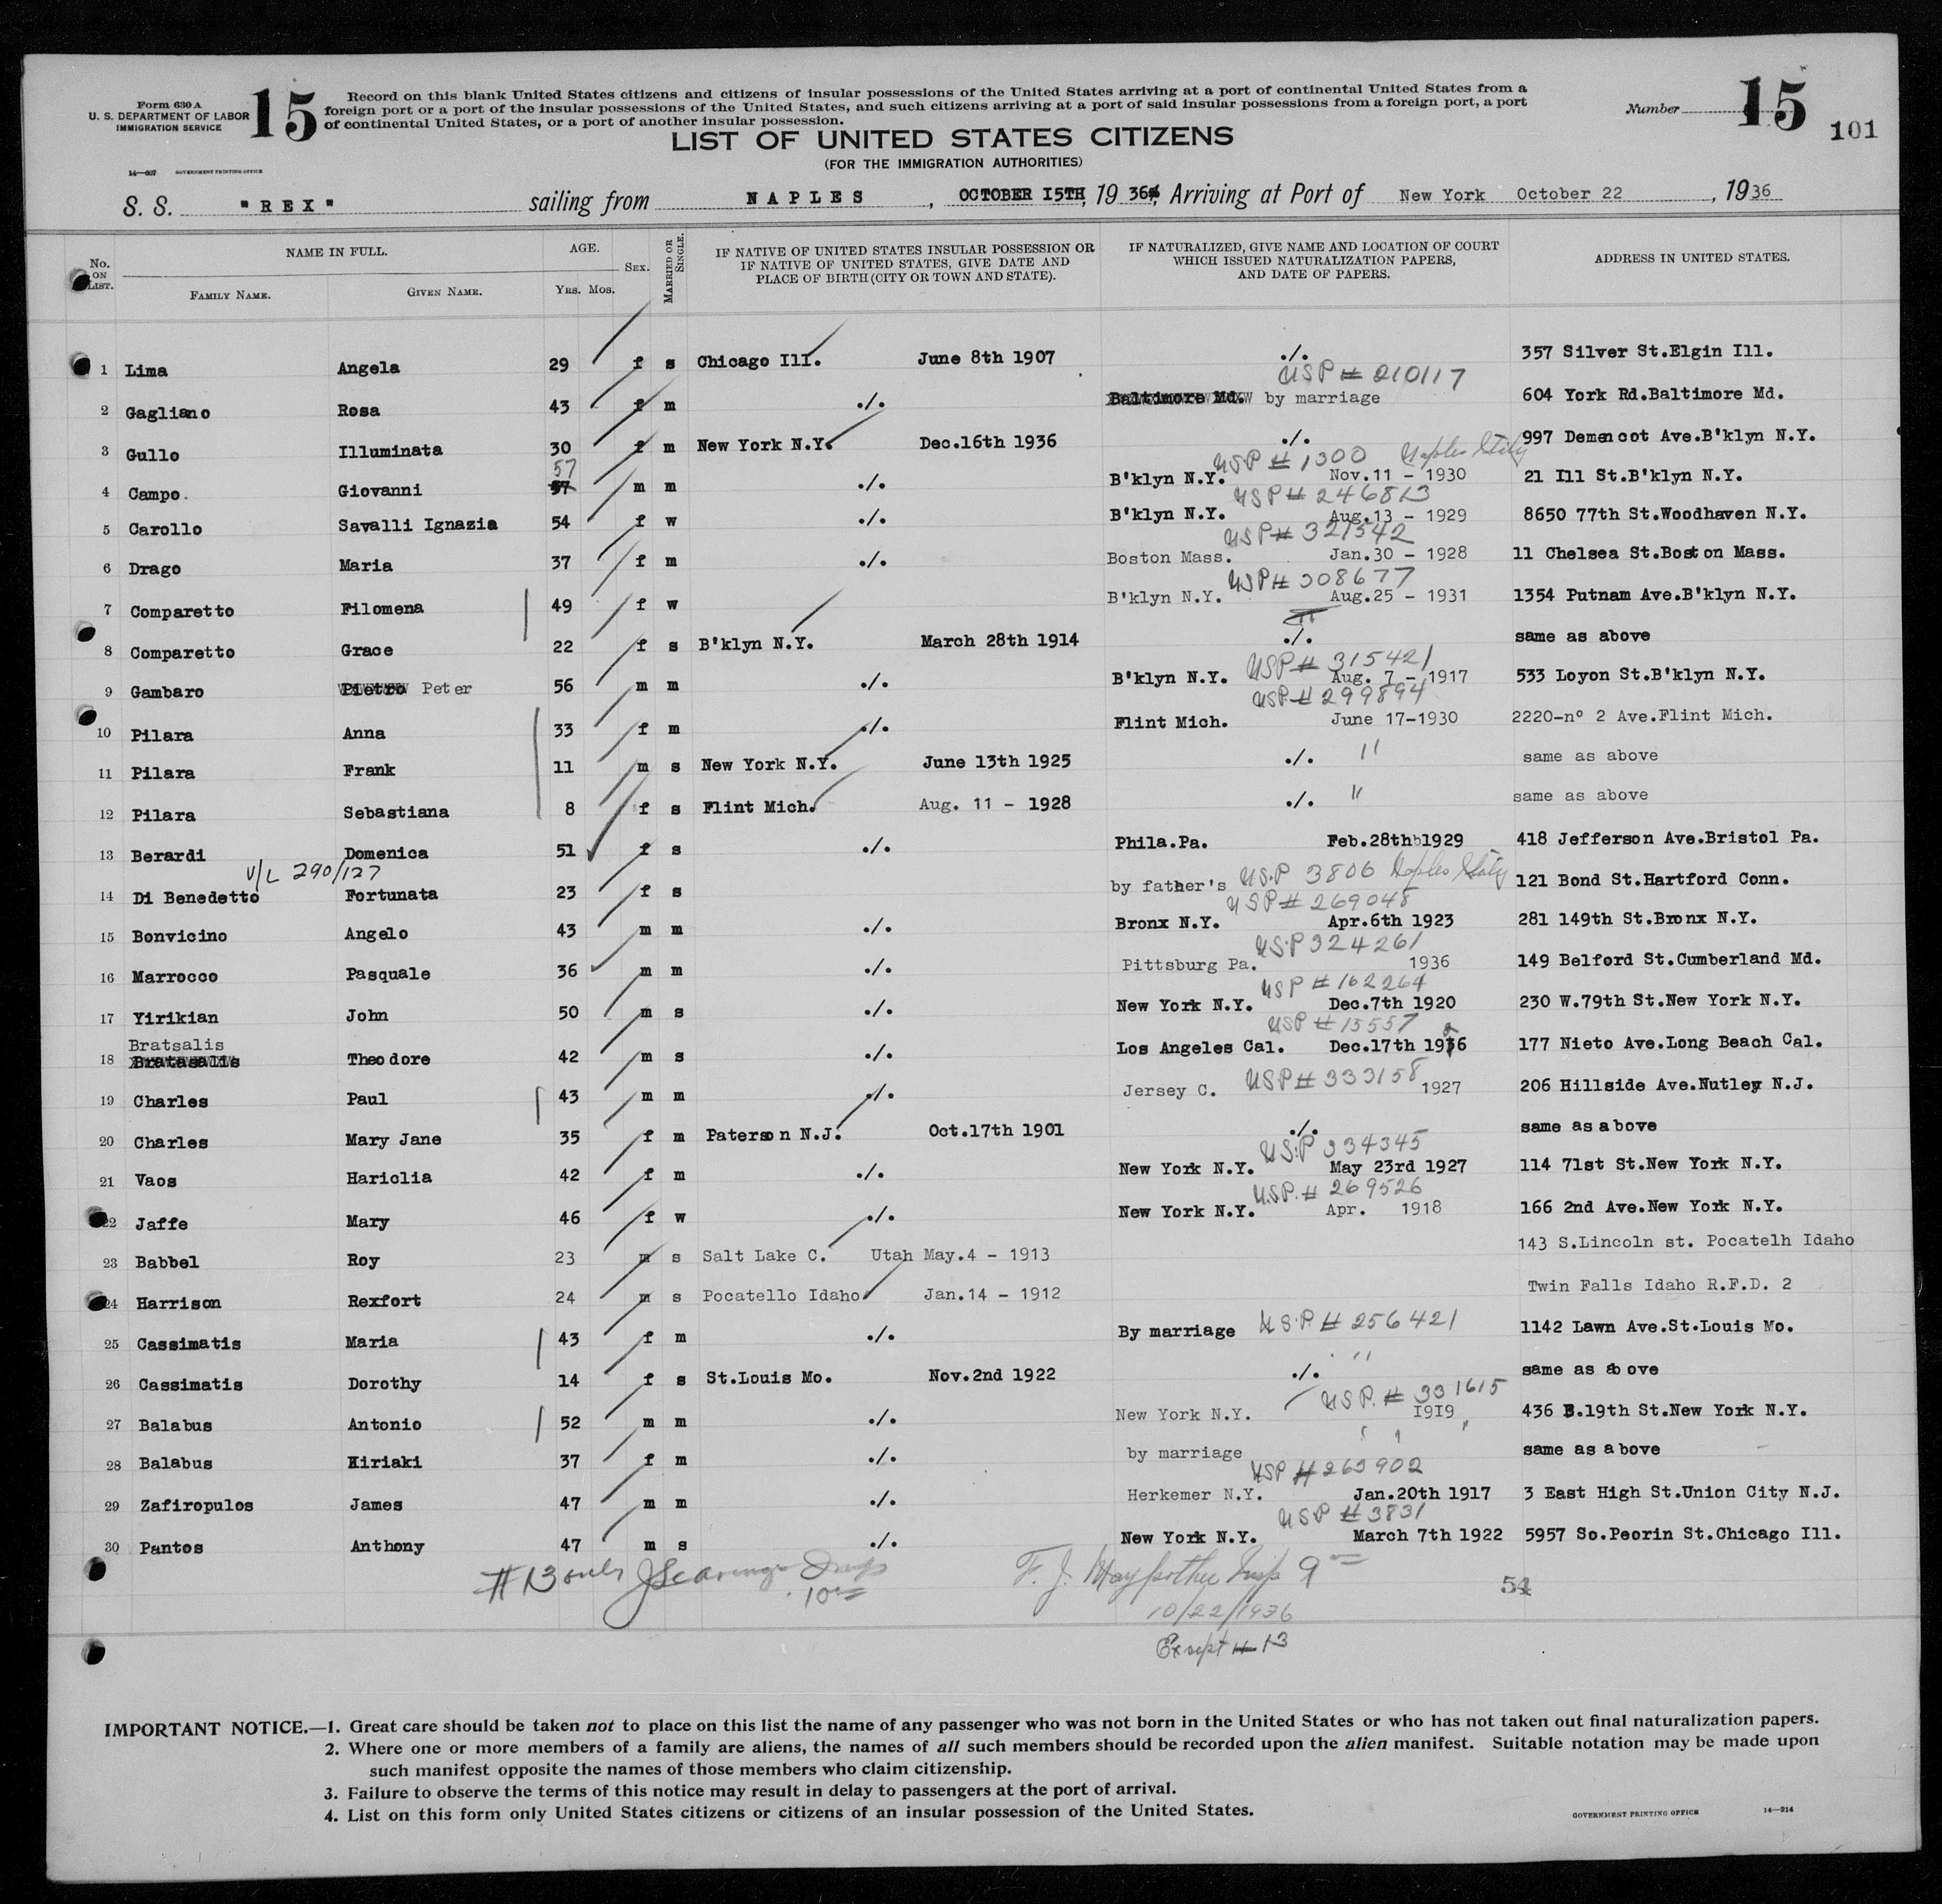 Form 630 A
U. S. DEPARTMENT OF LABOR
IMMIGRATION SERVICE
14—607 GOVERNMENT PRINTING OFFICE
15
Record on this blank United States citizens and citizens of insular possessions of the United States arriving at a port of continental United States from a
foreign port or a port of the insular possessions of the United States, and such citizens arriving at a port of said insular possessions from a foreign port, a port
of continental United States, or a port of another insular possession.
Number 15
101
LIST OF UNITED STATES CITIZENS
(FOR THE IMMIGRATION AUTHORITIES)
S. S. "REX" sailing from NAPLES, OCTOBER I5TH, 1936, Arriving at Port of New York October 22, 1936
No. ON LIST. NAME IN FULL. FAMILY NAME. GIVEN NAME. AGE. YRS. MOS. SEX. MARRIED OR SINGLE. IF NATIVE OF UNITED STATES INSULAR POSSESSION OR IF NATIVE OF UNITED STATES, GIVE DATE AND PLACE OF BIRTH (CITY OR TOWN AND STATE). IF NATURALIZED, GIVE NAME AND LOCATION OF COURT WHICH ISSUED NATURALIZATION PAPERS, AND DATE OF PAPERS. ADDRESS IN UNITED STATES.
1 Lima Angela 29 f s Chicago Ill. June 8th 1907 ./. 357 Silver St.Elgin Ill.
USP # 210117
2 Gagliano Rosa 43 f m ./. Baltimore Md. by marriage 604 York Rd.Baltimore Md.
3 Gullo Illuminata 30 f m New York N.Y. Dec.16th 1936 ./. 997 Demencot Ave.B'klyn N.Y.
57 USP # 1300 Naples Italy
4 Campo. Giovanni 57 m m ./. B'klyn N.Y. Nov.11 - 1930 21 Ill St.B'klyn N.Y.
USP # 246813
5 Carollo Savalli Ignazia 54 f w ./. B'klyn N.Y. Aug.13 - 1929 8650 77th St.Woodhaven N.Y.
USP # 321542
6 Drago Maria 37 f m ./. Boston Mass. Jan.30 - 1928 11 Chelsea St.Boston Mass.
USP # 308677
7 Comparetto Filomena 49 f w B'klyn N.Y. Aug.25 - 1931 1354 Putnam Ave.B'klyn N.Y.
8 Comparetto Grace 22 f s B'klyn N.Y. March 28th 1914 ./. same as above
USP # 315421
9 Gambaro Pietro Peter 56 m m ./. B'klyn N.Y. Aug. 7 - 1917 533 Loyon St.B'klyn N.Y.
USP # 299894
10 Pilara Anna 33 f m ./. Flint Mich. June 17-1930 2220-n° 2 Ave.Flint Mich.
11 Pilara Frank 11 m s New York N.Y. June 13th 1925 ./. " same as above
12 Pilara Sebastiana 8 f s Flint Mich. Aug. 11 - 1928 ./. " same as above
13 Berardi Domenica 51 f s ./. Phila.Pa. Feb.28thb1929 418 Jefferson Ave.Bristol Pa.
V/L 290/127 U.S.P 3806 Naples Italy
14 Di Benedetto Fortunata 23 f s by father's 121 Bond St.Hartford Conn.
USP # 269048
15 Bonvicino Angelo 43 m m ./. Bronx N.Y. Apr.6th 1923 281 149th St.Bronx N.Y.
U.S.P 324261
16 Marrocco Pasquale 36 m m ./. Pittsburg Pa. 1936 149 Belford St.Cumberland Md.
USP # 162264
17 Yirikian John 50 m s ./. New York N.Y. Dec.7th 1920 230 W.79th St.New York N.Y.
Bratsalis USP # 15557
18 Bratasalis Theodore 42 m s ./. Los Angeles Cal. Dec.17th 1926 177 Nieto Ave.Long Beach Cal.
USP # 333158
19 Charles Paul 43 m m ./. Jersey C. 1927 206 Hillside Ave.Nutley N.J.
20 Charles Mary Jane 35 f m Paterson N.J. Oct.17th 1901 ./. same as above
U.S.P 334345
21 Vaos Hariclia 42 f m ./. New York N.Y. May 23rd 1927 114 71st St.New York N.Y.
U.S.P. # 269526
22 Jaffe Mary 46 f w ./. New York N.Y. Apr. 1918 166 2nd Ave.New York N.Y.
23 Babbel Roy 23 m s Salt Lake C. Utah May.4 - 1913 143 S.Lincoln st. Pocatelh Idaho
24 Harrison Rexfort 24 m s Pocatello Idaho Jan.14 - 1912 Twin Falls Idaho R.F.D. 2
25 Cassimatis Maria 43 f m ./. By marriage U.S.P. # 256421 1142 Lawn Ave.St.Louis Mo.
26 Cassimatis Dorothy 14 f s St.Louis Mo. Nov.2nd 1922 ./. " same as above
USP. # 331615
27 Balabus Antonio 52 m m ./. New York N.Y. I9I9 436 E.19th St.New York N.Y.
28 Balabus Kiriaki 37 f m ./. by marriage same as above
USP # 263902
29 Zafiropulos James 47 m m ./. Herkemer N.Y. Jan.20th 1917 3 East High St.Union City N.J.
USP # 3831
30 Pantos Anthony 47 m s ./. New York N.Y. March 7th 1922 5957 So.Peorin St.Chicago Ill.
#13 only Insp 10
F. J. Insp 9
54
10/22/1936
Except # 13
IMPORTANT NOTICE.—1. Great care should be taken not to place on this list the name of any passenger who was not born in the United States or who has not taken out final naturalization papers.
2. Where one or more members of a family are aliens, the names of all such members should be recorded upon the alien manifest. Suitable notation may be made upon
such manifest opposite the names of those members who claim citizenship.
3. Failure to observe the terms of this notice may result in delay to passengers at the port of arrival.
4. List on this form only United States citizens or citizens of an insular possession of the United States.
GOVERNMENT PRINTING OFFICE 14—214